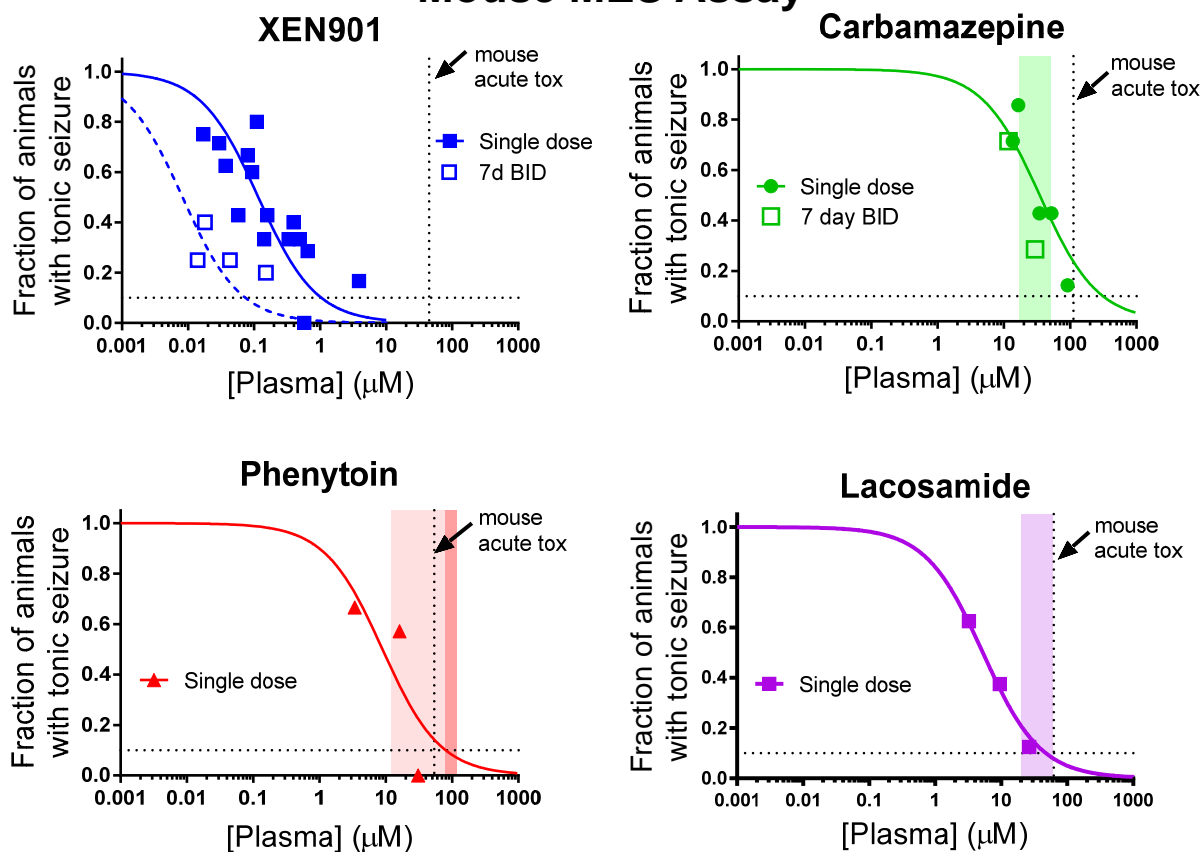 Mouse MES Assay
XEN901
mouse
acute tox
Fraction of animals
with tonic seizure
1.0
0.8
0.6
0.4
0.2
0.0
Single dose
7d BID
0.001 0.01 0.1 1 10 100 1000
[Plasma] (μM)
Carbamazepine
mouse
acute tox
Fraction of animals
with tonic seizure
1.0
0.8
0.6
0.4
0.2
0.0
Single dose
7 day BID
0.001 0.01 0.1 1 10 100 1000
[Plasma] (μM)
Phenytoin
mouse
acute tox
Fraction of animals
with tonic seizure
1.0
0.8
0.6
0.4
0.2
0.0
Single dose
0.001 0.01 0.1 1 10 100 1000
[Plasma] (μM)
Lacosamide
mouse
acute tox
Fraction of animals
with tonic seizure
1.0
0.8
0.6
0.4
0.2
0.0
Single dose
0.001 0.01 0.1 1 10 100 1000
[Plasma] (μM)